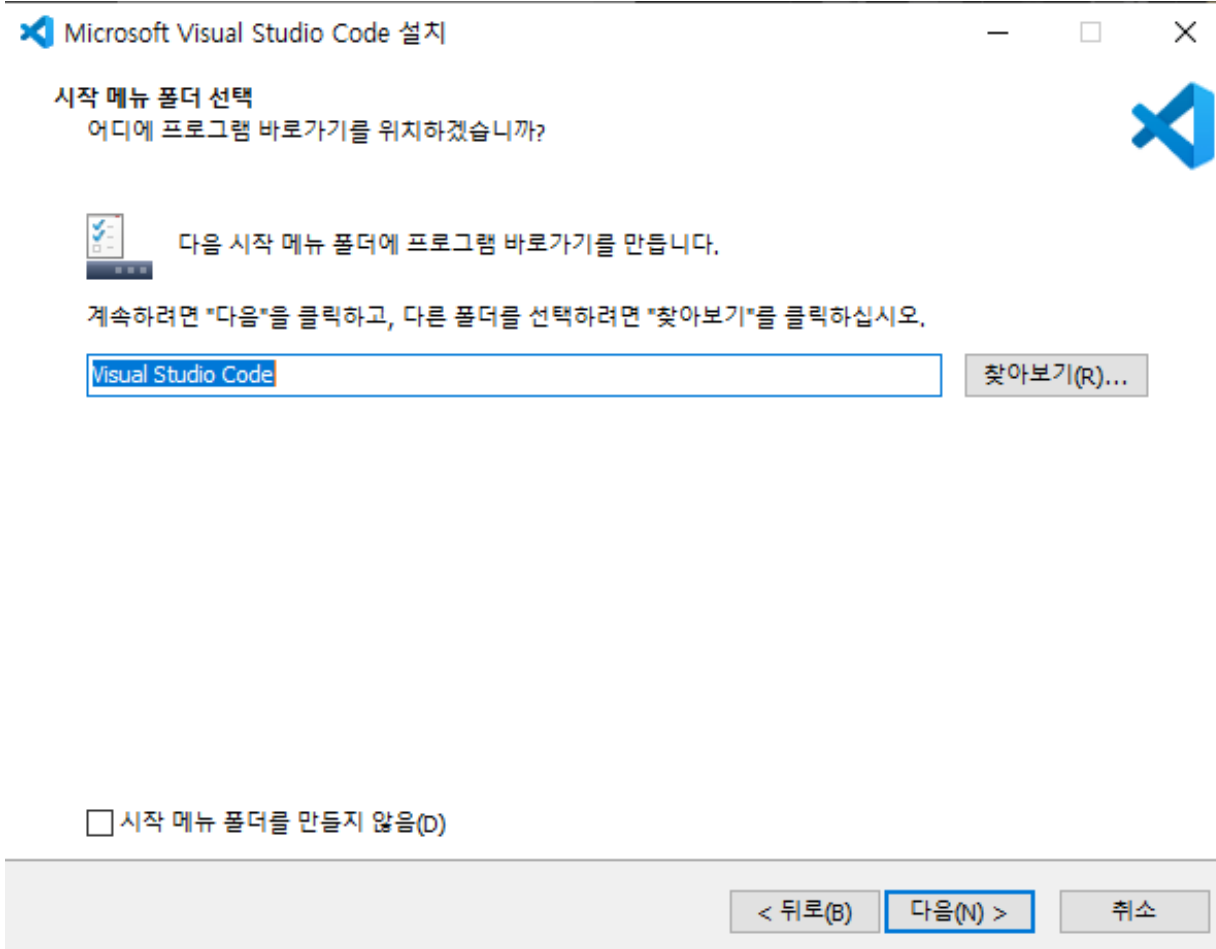 Microsoft Visual Studio Code 설치
시작 메뉴 폴더 선택
어디에 프로그램 바로가기를 위치하겠습니까?
다음 시작 메뉴 폴더에 프로그램 바로가기를 만듭니다.
계속하려면 "다음"을 클릭하고, 다른 폴더를 선택하려면 "찾아보기"를 클릭하십시오.
Visual Studio Code 찾아보기(R)...
시작 메뉴 폴더를 만들지 않음(D)
< 뒤로(B) 다음(N) > 취소